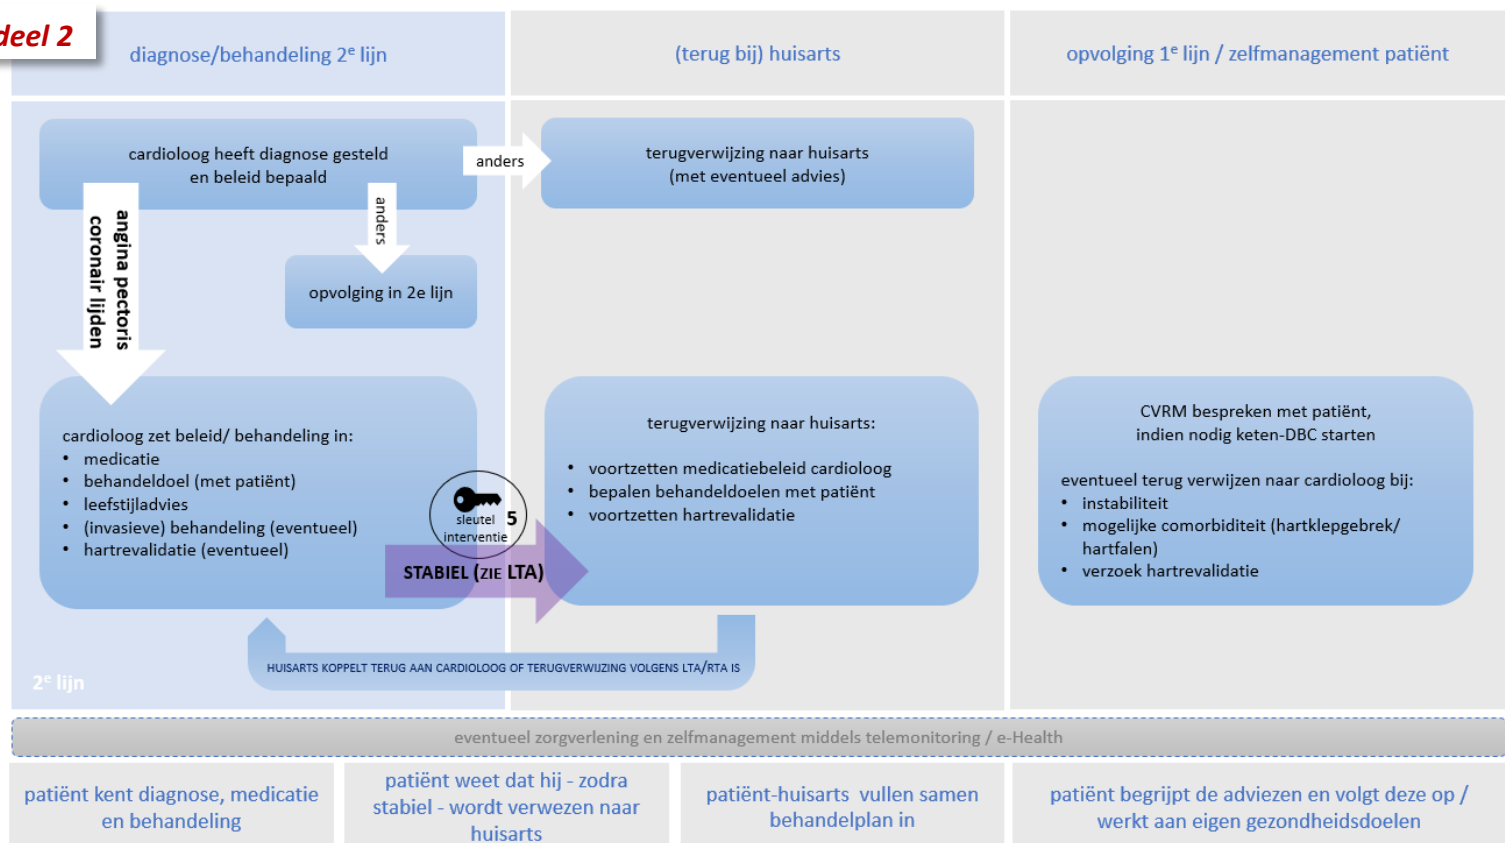 deel 2
diagnose/behandeling 2e lijn
(terug bij) huisarts
opvolging 1e lijn / zelfmanagement patiënt
cardioloog heeft diagnose gesteld
en beleid bepaald
anders
terugverwijzing naar huisarts
(met eventueel advies)
angina pectoris
coronair lijden
anders
opvolging in 2e lijn
cardioloog zet beleid/ behandeling in:
• medicatie
• behandeldoel (met patiënt)
• leefstijladvies
• (invasieve) behandeling (eventueel)
• hartrevalidatie (eventueel)
sleutel 5
interventie
STABIEL (ZIE LTA)
terugverwijzing naar huisarts:
• voortzetten medicatiebeleid cardioloog
• bepalen behandeldoelen met patiënt
• voortzetten hartrevalidatie
CVRM bespreken met patiënt,
indien nodig keten-DBC starten
eventueel terug verwijzen naar cardioloog bij:
• instabiliteit
• mogelijke comorbiditeit (hartklepgebrek/
hartfalen)
• verzoek hartrevalidatie
HUISARTS KOPPELT TERUG AAN CARDIOLOOG OF TERUGVERWIJZING VOLGENS LTA/RTA IS
2e lijn
eventueel zorgverlening en zelfmanagement middels telemonitoring / e-Health
patiënt kent diagnose, medicatie
en behandeling
patiënt weet dat hij - zodra
stabiel - wordt verwezen naar
huisarts
patiënt-huisarts vullen samen
behandelplan in
patiënt begrijpt de adviezen en volgt deze op /
werkt aan eigen gezondheidsdoelen